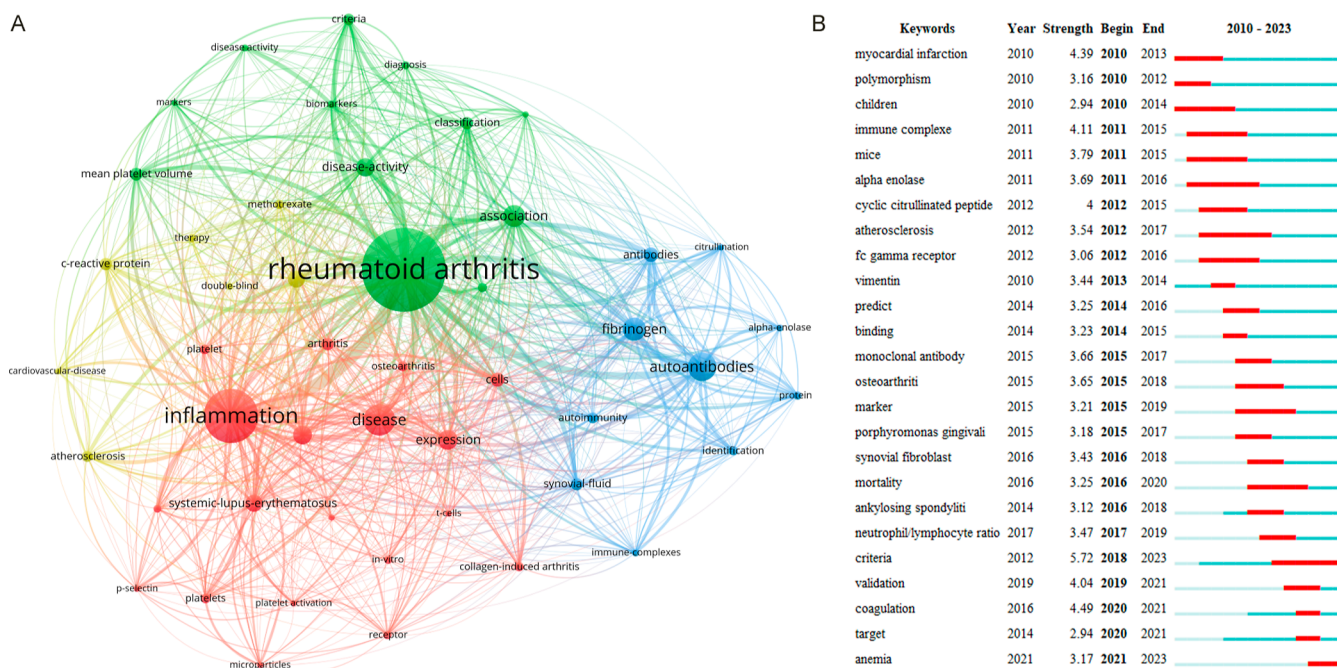 A
criteria
disease activity
diagnosis
markers
biomarkers
classification
disease-activity
mean platelet volume
methotrexate
association
therapy
citrullination
antibodies
c-reactive protein
rheumatoid arthritis
double-blind
fibrinogen
alpha-enolase
platelet
arthritis
osteoarthritis
autoantibodies
cardiovascular-disease
cells
protein
inflammation
disease
autoimmunity
expression
identification
atherosclerosis
synovial-fluid
systemic-lupus-erythematosus
t-cells
immune-complexes
in-vitro
collagen-induced arthritis
p-selectin
platelets
platelet activation
receptor
microparticles
B
Keywords Year Strength Begin End 2010 - 2023
myocardial infarction 2010 4.39 2010 2013
polymorphism 2010 3.16 2010 2012
children 2010 2.94 2010 2014
immune complexe 2011 4.11 2011 2015
mice 2011 3.79 2011 2015
alpha enolase 2011 3.69 2011 2016
cyclic citrullinated peptide 2012 4 2012 2015
atherosclerosis 2012 3.54 2012 2017
fc gamma receptor 2012 3.06 2012 2016
vimentin 2010 3.44 2013 2014
predict 2014 3.25 2014 2016
binding 2014 3.23 2014 2015
monoclonal antibody 2015 3.66 2015 2017
osteoarthriti 2015 3.65 2015 2018
marker 2015 3.21 2015 2019
porphyromonas gingivali 2015 3.18 2015 2017
synovial fibroblast 2016 3.43 2016 2018
mortality 2016 3.25 2016 2020
ankylosing spondyliti 2014 3.12 2016 2018
neutrophil/lymphocyte ratio 2017 3.47 2017 2019
criteria 2012 5.72 2018 2023
validation 2019 4.04 2019 2021
coagulation 2016 4.49 2020 2021
target 2014 2.94 2020 2021
anemia 2021 3.17 2021 2023